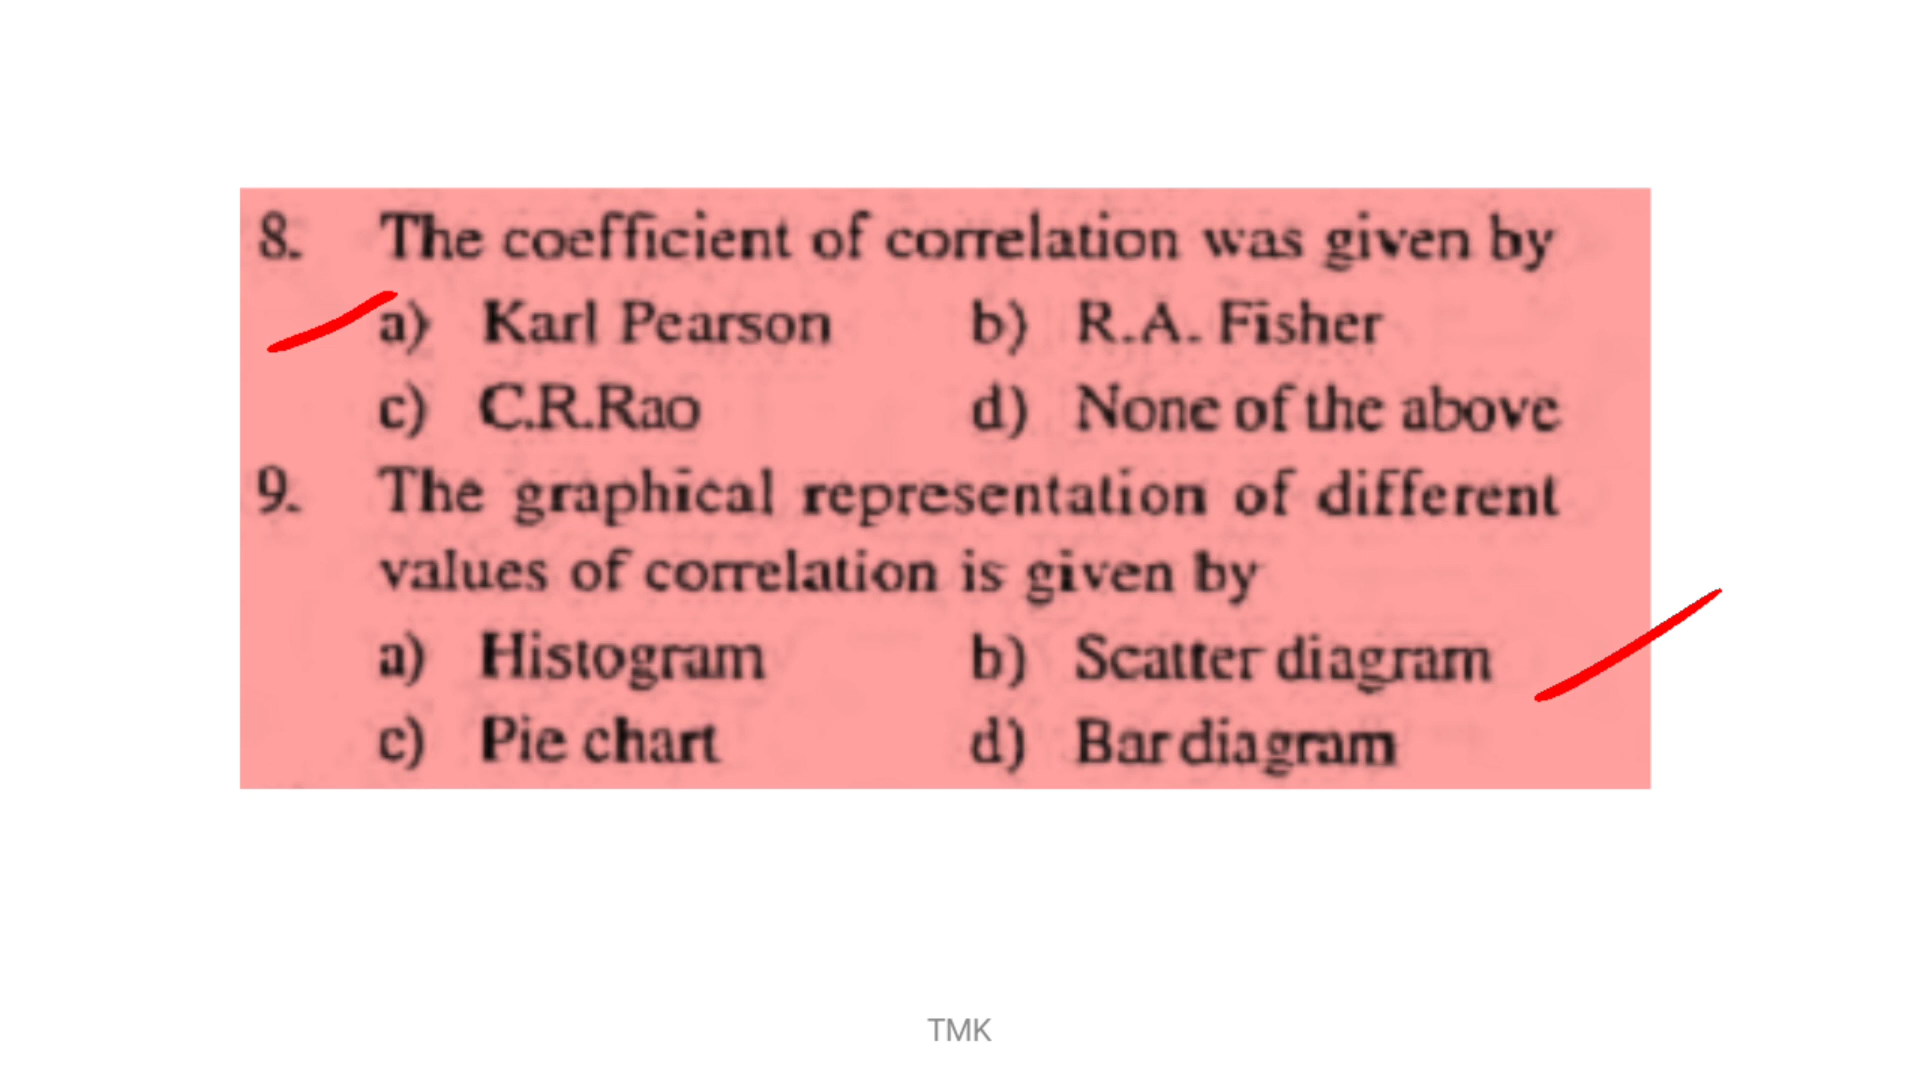 8. The coefficient of correlation was given by
a) Karl Pearson b) R.A. Fisher
c) C.R.Rao d) None of the above
9. The graphical representation of different
values of correlation is given by
a) Histogram b) Scatter diagram
c) Pie chart d) Bar diagram
TMK